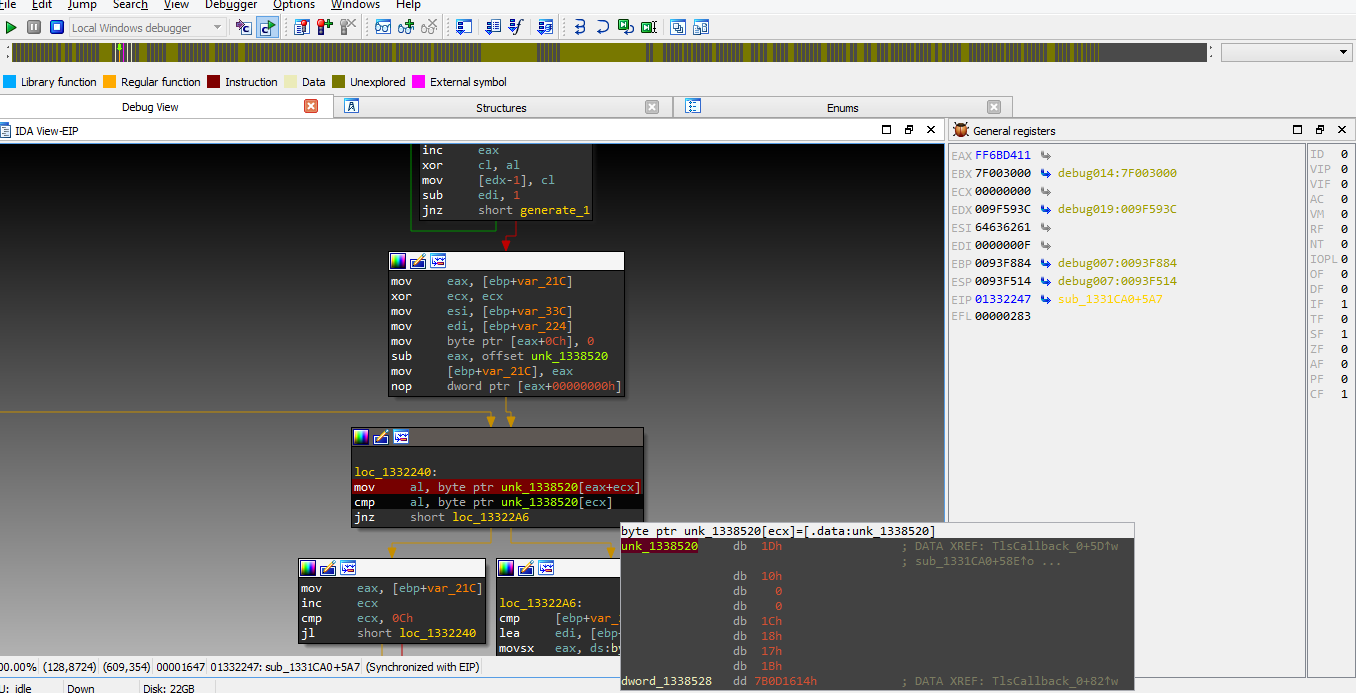 File Edit Jump Search View Debugger Options Windows Help
Local Windows debugger
Library function Regular function Instruction Data Unexplored External symbol
Debug View Structures Enums
IDA View-EIP
inc eax
xor cl, al
mov [edx-1], cl
sub edi, 1
jnz short generate_1
mov eax, [ebp+var_21C]
xor ecx, ecx
mov esi, [ebp+var_33C]
mov edi, [ebp+var_224]
mov byte ptr [eax+0Ch], 0
sub eax, offset unk_1338520
mov [ebp+var_21C], eax
nop dword ptr [eax+00000000h]
loc_1332240:
mov al, byte ptr unk_1338520[eax+ecx]
cmp al, byte ptr unk_1338520[ecx]
jnz short loc_13322A6
mov eax, [ebp+var_21C]
inc ecx
cmp ecx, 0Ch
jl short loc_1332240
loc_13322A6:
cmp [ebp+var_
lea edi, [ebp-
movsx eax, ds:by
byte ptr unk_1338520[ecx]=[.data:unk_1338520]
unk_1338520 db 1Dh ; DATA XREF: TlsCallback_0+5D↑w
; sub_1331CA0+58E↑o ...
db 10h
db 0
db 0
db 1Ch
db 18h
db 17h
db 1Bh
dword_1338528 dd 7B0D1614h ; DATA XREF: TlsCallback_0+82↑w
00.00% (128,8724) (609,354) 00001647 01332247: sub_1331CA0+5A7 (Synchronized with EIP)
U: idle Down Disk: 22GB
General registers
EAX FF6BD411
EBX 7F003000 debug014:7F003000
ECX 00000000
EDX 009F593C debug019:009F593C
ESI 64636261
EDI 0000000F
EBP 0093F884 debug007:0093F884
ESP 0093F514 debug007:0093F514
EIP 01332247 sub_1331CA0+5A7
EFL 00000283
ID 0
VIP 0
VIF 0
AC 0
VM 0
RF 0
NT 0
IOPL 0
OF 0
DF 0
IF 1
TF 0
SF 1
ZF 0
AF 0
PF 0
CF 1